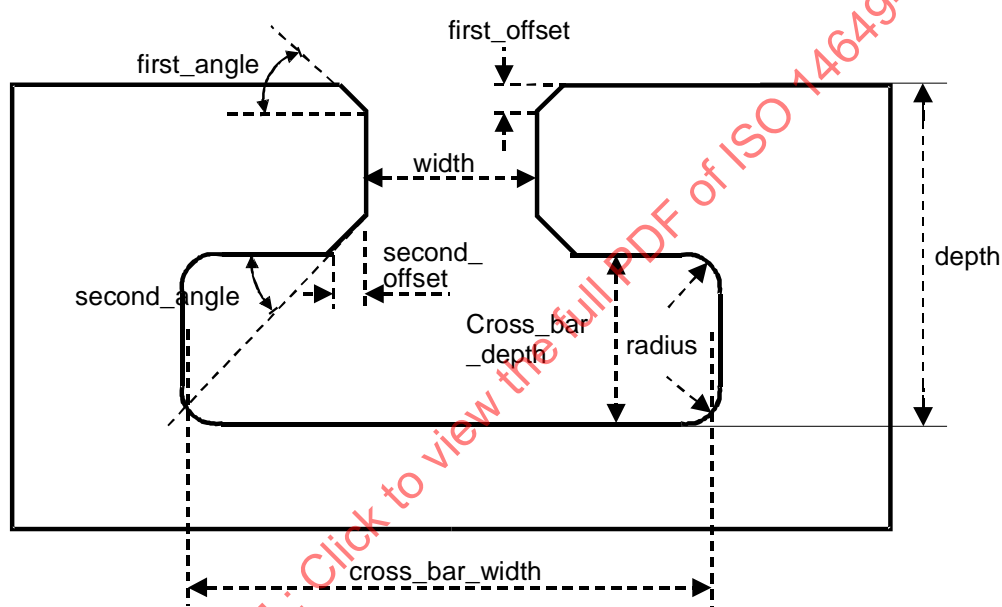 first_offset
first_angle
width
second_
offset
depth
second_angle
Cross_bar
_depth
radius
cross_bar_width
: Click to view the full PDF of ISO 14649-